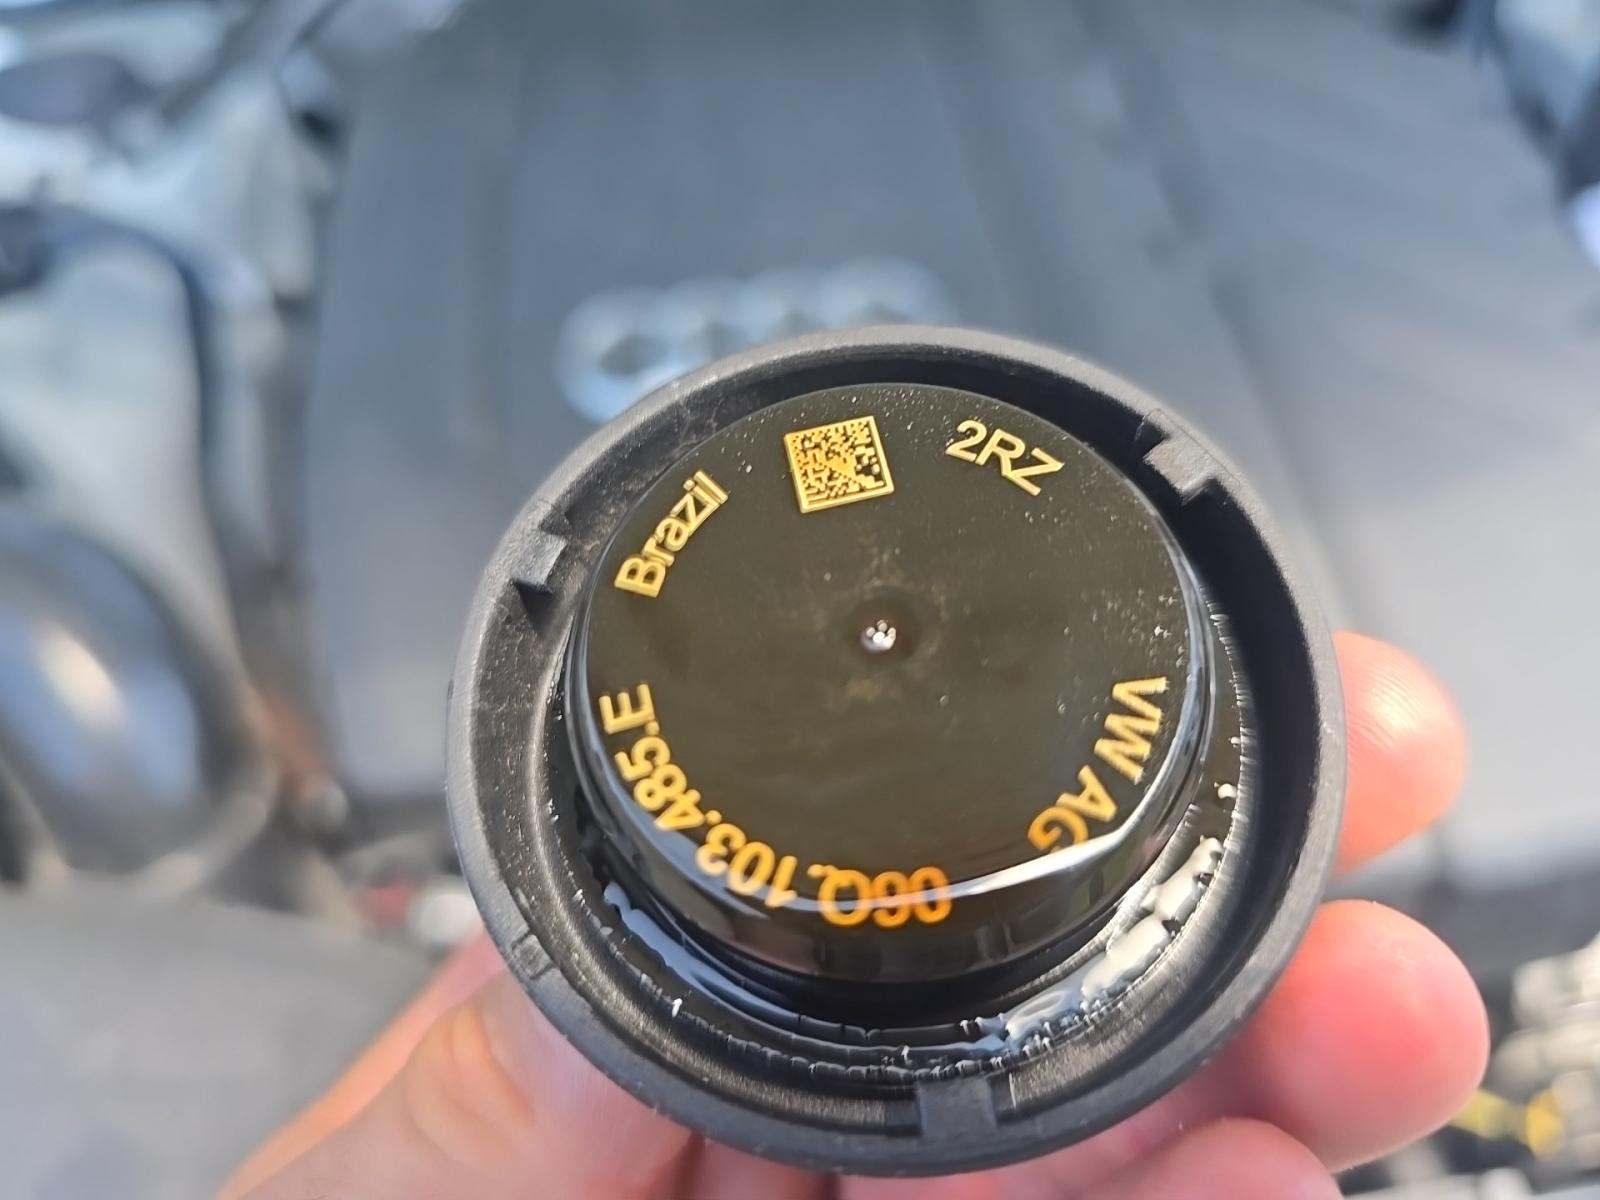 Brazil
2RZ
VW AG
06Q.103.485.E